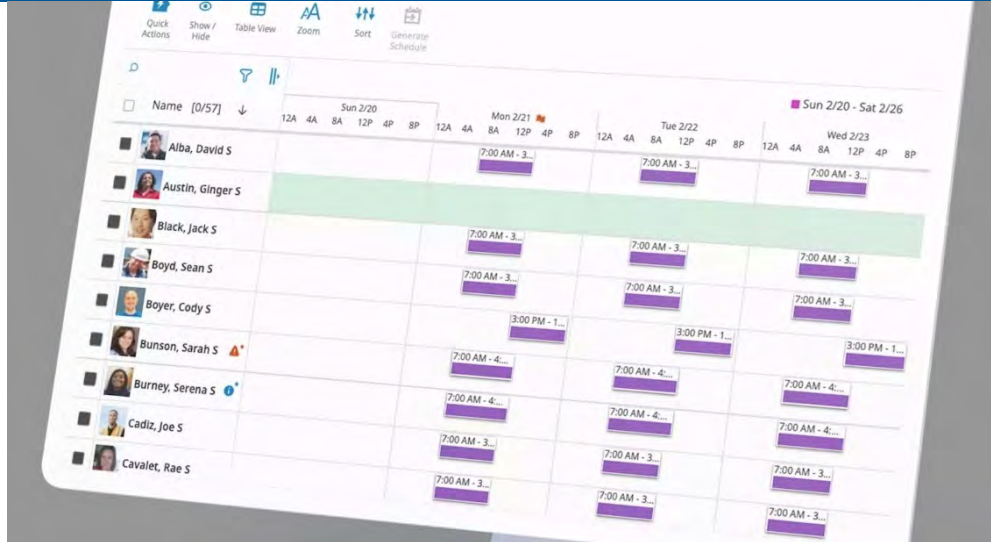 Quick Actions
Show / Hide
Table View
Zoom
Sort
Generate Schedule
Sun 2/20 - Sat 2/26
Name [0/57]
Sun 2/20
Mon 2/21
Tue 2/22
Wed 2/23
12A 4A 8A 12P 4P 8P 12A 4A 8A 12P 4P 8P 12A 4A 8A 12P 4P 8P 12A 4A 8A 12P 4P 8P
Alba, David S
7:00 AM - 3...
7:00 AM - 3...
7:00 AM - 3...
Austin, Ginger S
Black, Jack S
7:00 AM - 3...
7:00 AM - 3...
7:00 AM - 3...
Boyd, Sean S
7:00 AM - 3...
7:00 AM - 3...
7:00 AM - 3...
Boyer, Cody S
3:00 PM - 1...
3:00 PM - 1...
3:00 PM - 1...
Bunson, Sarah S
7:00 AM - 4:...
7:00 AM - 4:...
7:00 AM - 4:...
Burney, Serena S
7:00 AM - 4:...
7:00 AM - 4:...
7:00 AM - 4:...
Cadiz, Joe S
7:00 AM - 3...
7:00 AM - 3...
7:00 AM - 3...
Cavalet, Rae S
7:00 AM - 3...
7:00 AM - 3...
7:00 AM - 3...